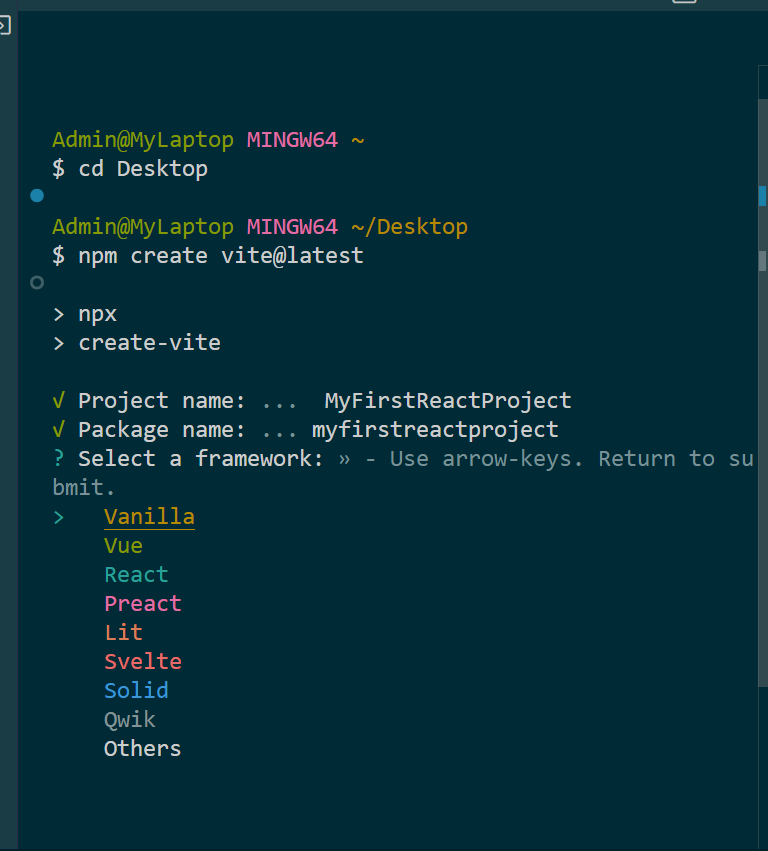 Admin@MyLaptop MINGW64 ~
$ cd Desktop
Admin@MyLaptop MINGW64 ~/Desktop
$ npm create vite@latest
> npx
> create-vite
√ Project name: ...  MyFirstReactProject
√ Package name: ... myfirstreactproject
? Select a framework: » - Use arrow-keys. Return to su
bmit.
>   Vanilla
Vue
React
Preact
Lit
Svelte
Solid
Qwik
Others